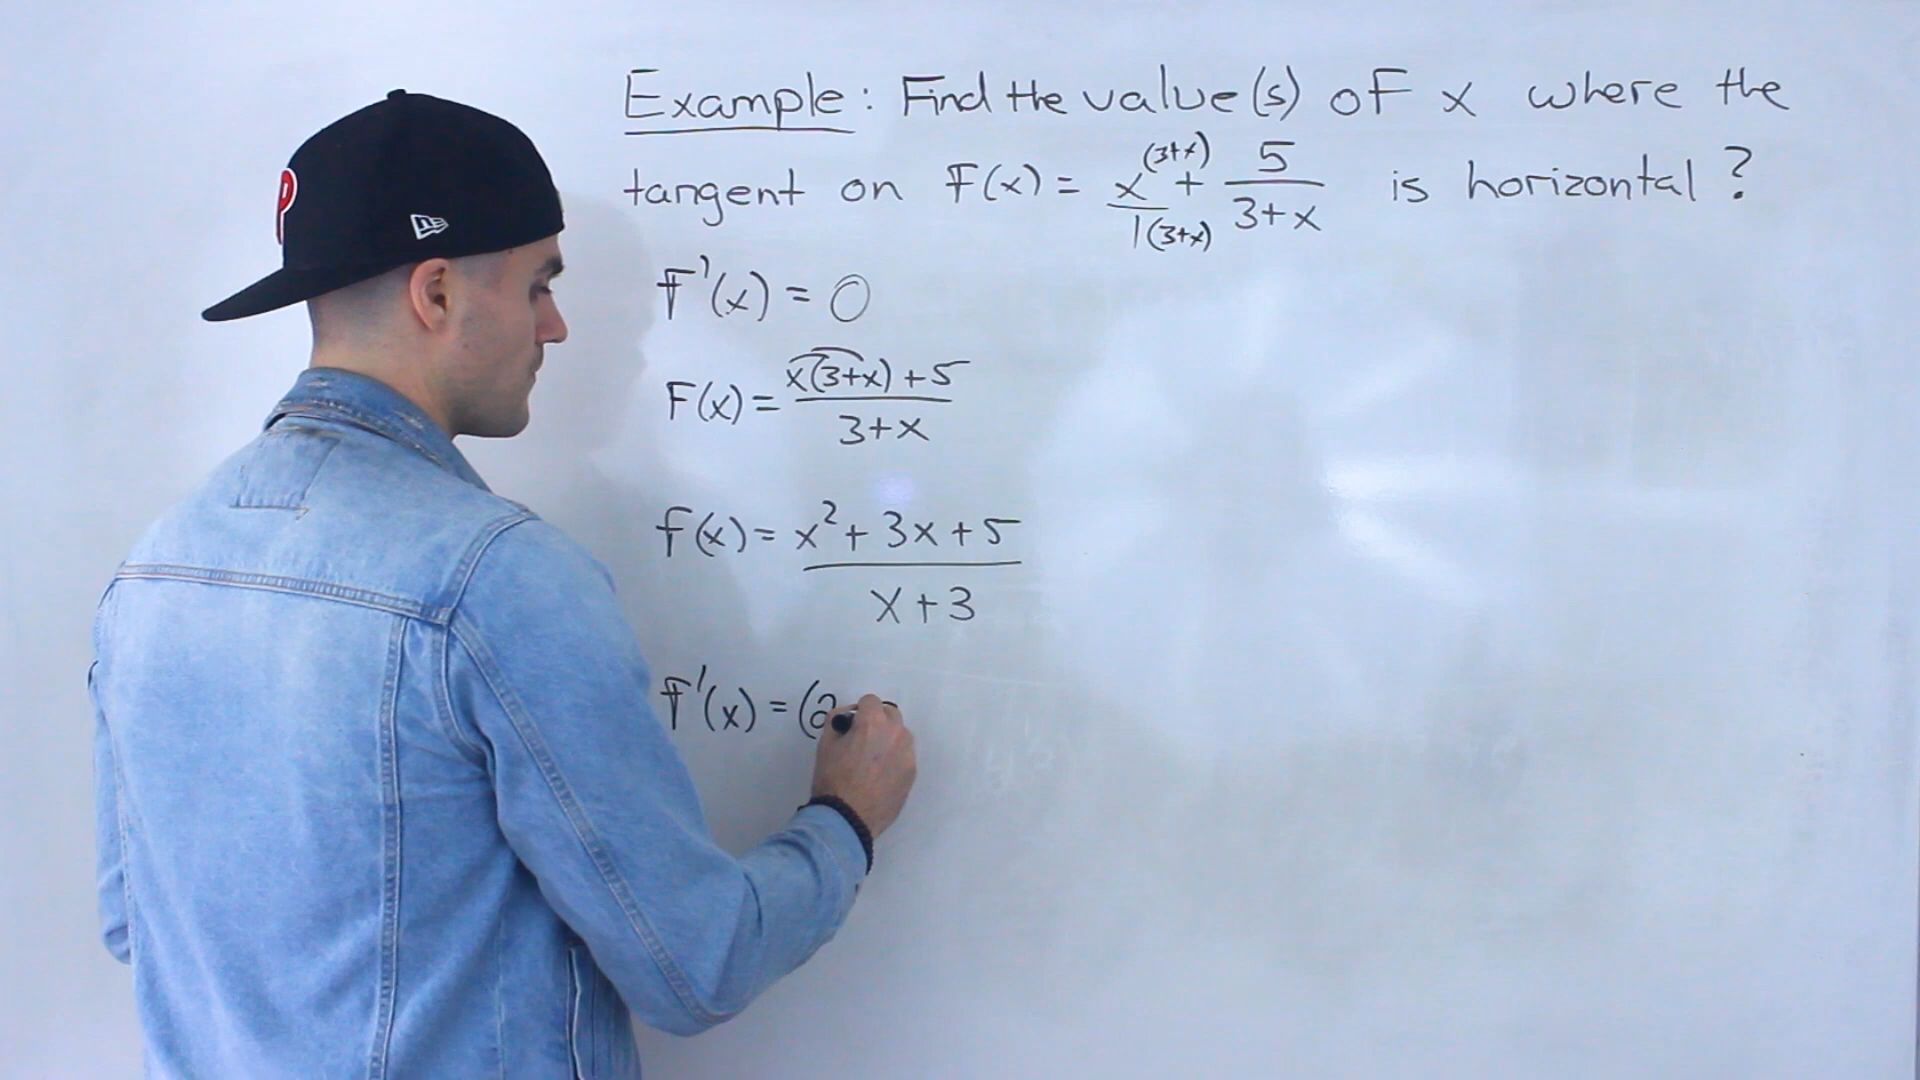 Example: Find the value(s) of x where the
tangent on F(x) = x(3+x)/1(3+x) + 5/3+x is horizontal?
F'(x) = 0
F(x) = x(3+x)+5/3+x
f(x) = x²+3x+5/x+3
F'(x) = (2
P